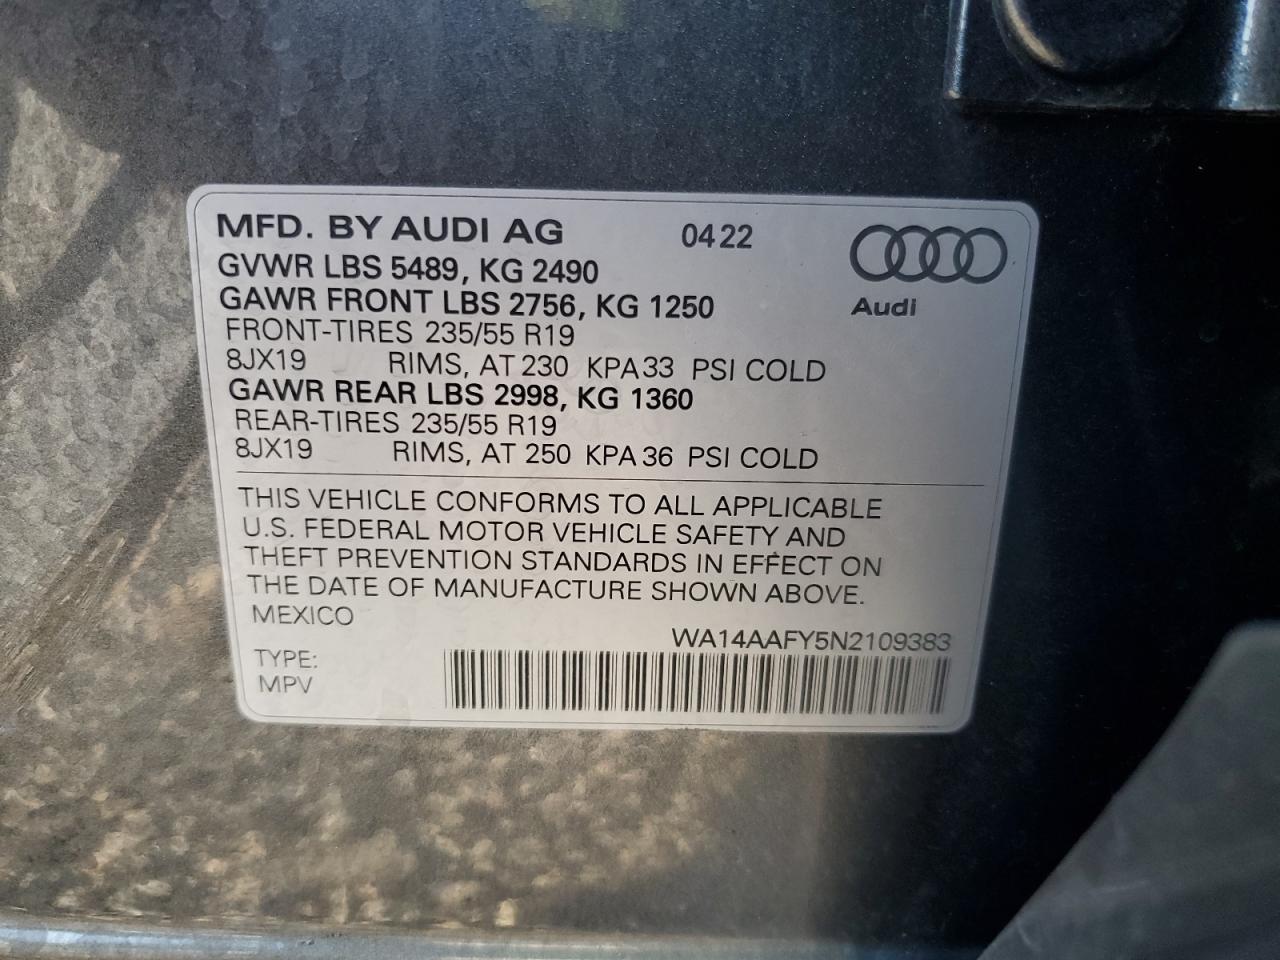 MFD. BY AUDI AG 0422
GVWR LBS 5489, KG 2490
GAWR FRONT LBS 2756, KG 1250
Audi
FRONT-TIRES 235/55 R19
8JX19 RIMS, AT 230 KPA 33 PSI COLD
GAWR REAR LBS 2998, KG 1360
REAR-TIRES 235/55 R19
8JX19 RIMS, AT 250 KPA 36 PSI COLD
THIS VEHICLE CONFORMS TO ALL APPLICABLE
U.S. FEDERAL MOTOR VEHICLE SAFETY AND
THEFT PREVENTION STANDARDS IN EFFECT ON
THE DATE OF MANUFACTURE SHOWN ABOVE.
MEXICO
WA14AAFY5N2109383
TYPE:
MPV